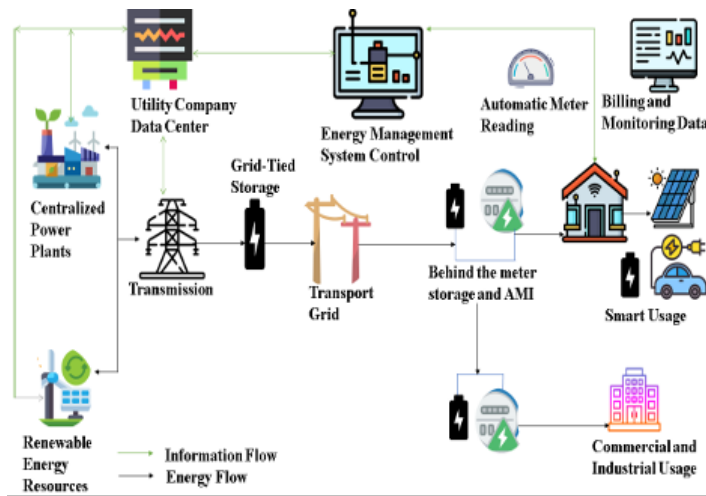 Utility Company
Data Center
Energy Management
System Control
Automatic Meter
Reading
Billing and
Monitoring Data
Centralized
Power
Plants
Grid-Tied
Storage
Transmission
Transport
Grid
Behind the meter
storage and AMI
Smart Usage
Renewable
Energy
Resources
Information Flow
Energy Flow
Commercial and
Industrial Usage